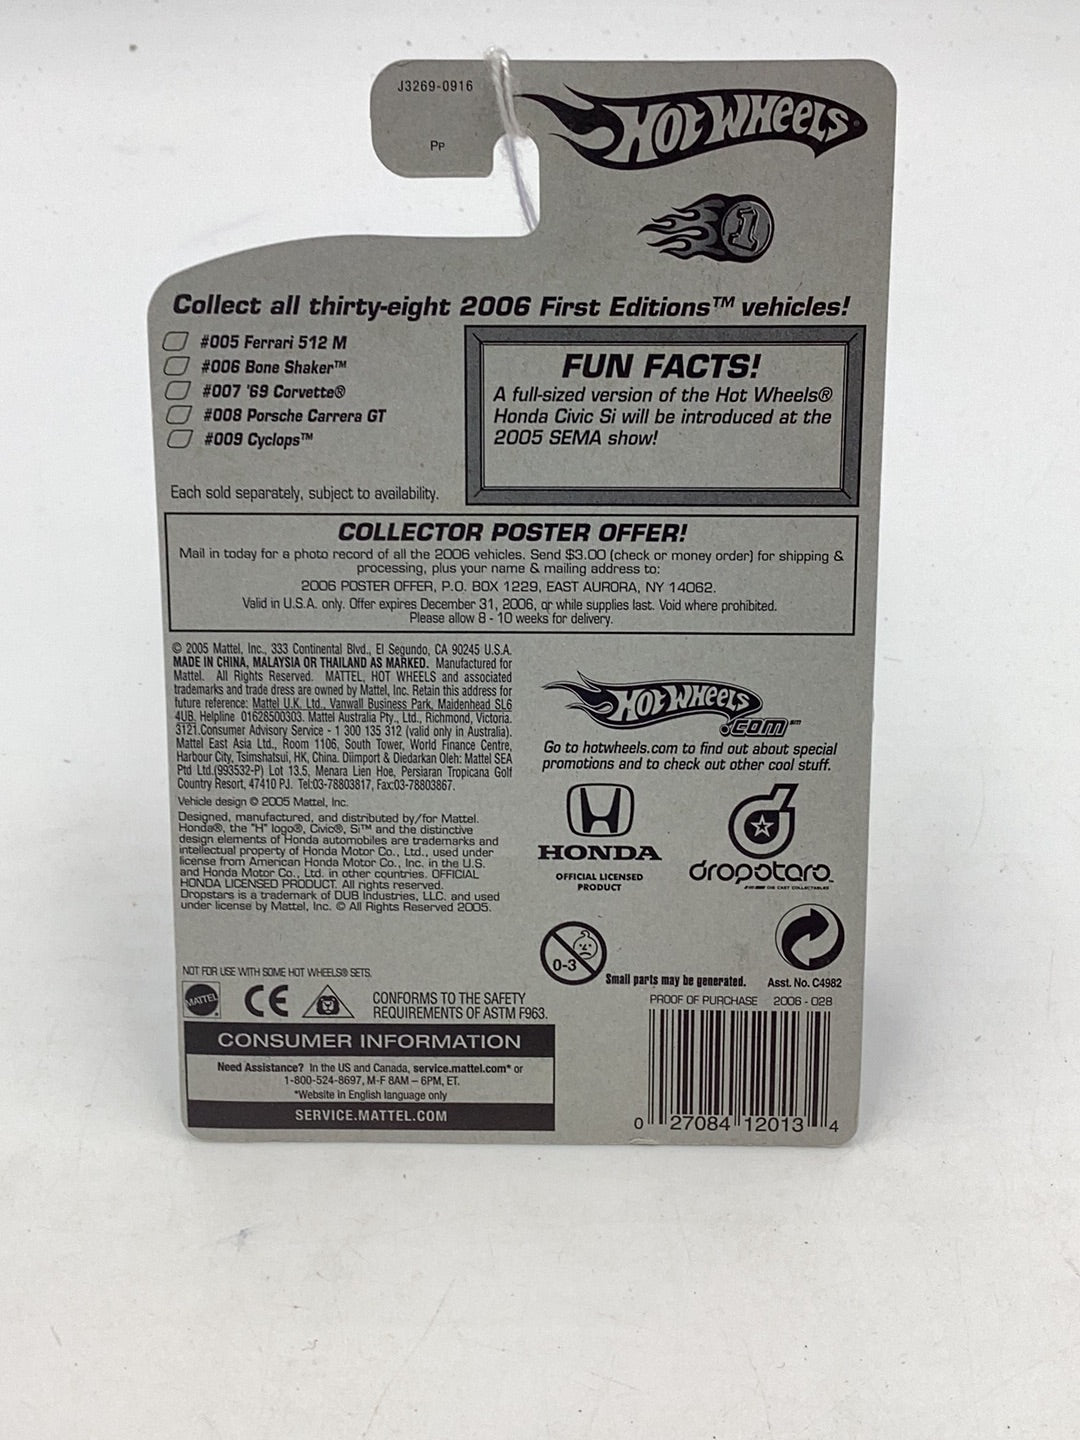 J3269-0916
PP
HOT WHEELS
1
Collect all thirty-eight 2006 First Editions™ vehicles!
#005 Ferrari 512 M
#006 Bone Shaker™
#007 '69 Corvette®
#008 Porsche Carrera GT
#009 Cyclops™
Each sold separately, subject to availability.
FUN FACTS!
A full-sized version of the Hot Wheels®
Honda Civic Si will be introduced at the
2005 SEMA show!
COLLECTOR POSTER OFFER!
Mail in today for a photo record of all the 2006 vehicles. Send $3.00 (check or money order) for shipping &
processing, plus your name & mailing address to:
2006 POSTER OFFER, P.O. BOX 1229, EAST AURORA, NY 14062.
Valid in U.S.A. only. Offer expires December 31, 2006, or while supplies last. Void where prohibited.
Please allow 8 - 10 weeks for delivery.
© 2005 Mattel, Inc., 333 Continental Blvd., El Segundo, CA 90245 U.S.A.
MADE IN CHINA, MALAYSIA OR THAILAND AS MARKED. Manufactured for
Mattel. All Rights Reserved. MATTEL, HOT WHEELS and associated
trademarks and trade dress are owned by Mattel, Inc. Retain this address for
future reference: Mattel U.K. Ltd., Vanwall Business Park, Maidenhead SL6
4UB. Helpline 01628500303. Mattel Australia Pty., Ltd., Richmond, Victoria.
3121.Consumer Advisory Service - 1 300 135 312 (valid only in Australia).
Mattel East Asia Ltd., Room 1106, South Tower, World Finance Centre,
Harbour City, Tsimshatsui, HK, China. Diimport & Diedarkan Oleh: Mattel SEA
Ptd Ltd.(993532-P) Lot 13.5, Menara Lien Hoe, Persiaran Tropicana Golf
Country Resort, 47410 PJ. Tel:03-78803817, Fax:03-78803867.
Vehicle design © 2005 Mattel, Inc.
Designed, manufactured, and distributed by/for Mattel.
Honda®, the "H" logo®, Civic®, Si™ and the distinctive
design elements of Honda automobiles are trademarks and
intellectual property of Honda Motor Co., Ltd., used under
license from American Honda Motor Co., Inc. in the U.S.
and Honda Motor Co., Ltd. in other countries. OFFICIAL
HONDA LICENSED PRODUCT. All rights reserved.
Dropstars is a trademark of DUB Industries, LLC. and used
under license by Mattel, Inc. © All Rights Reserved 2005.
HOT WHEELS
.COM℠
Go to hotwheels.com to find out about special
promotions and to check out other cool stuff.
HONDA
OFFICIAL LICENSED
PRODUCT
dropstars™
0-3
Small parts may be generated.
Asst. No. C4982
PROOF OF PURCHASE 2006 - 028
0 27084 12013 4
NOT FOR USE WITH SOME HOT WHEELS® SETS.
MATTEL
CE
CONFORMS TO THE SAFETY
REQUIREMENTS OF ASTM F963.
CONSUMER INFORMATION
Need Assistance? In the US and Canada, service.mattel.com* or
1-800-524-8697, M-F 8AM – 6PM, ET.
*Website in English language only
SERVICE.MATTEL.COM